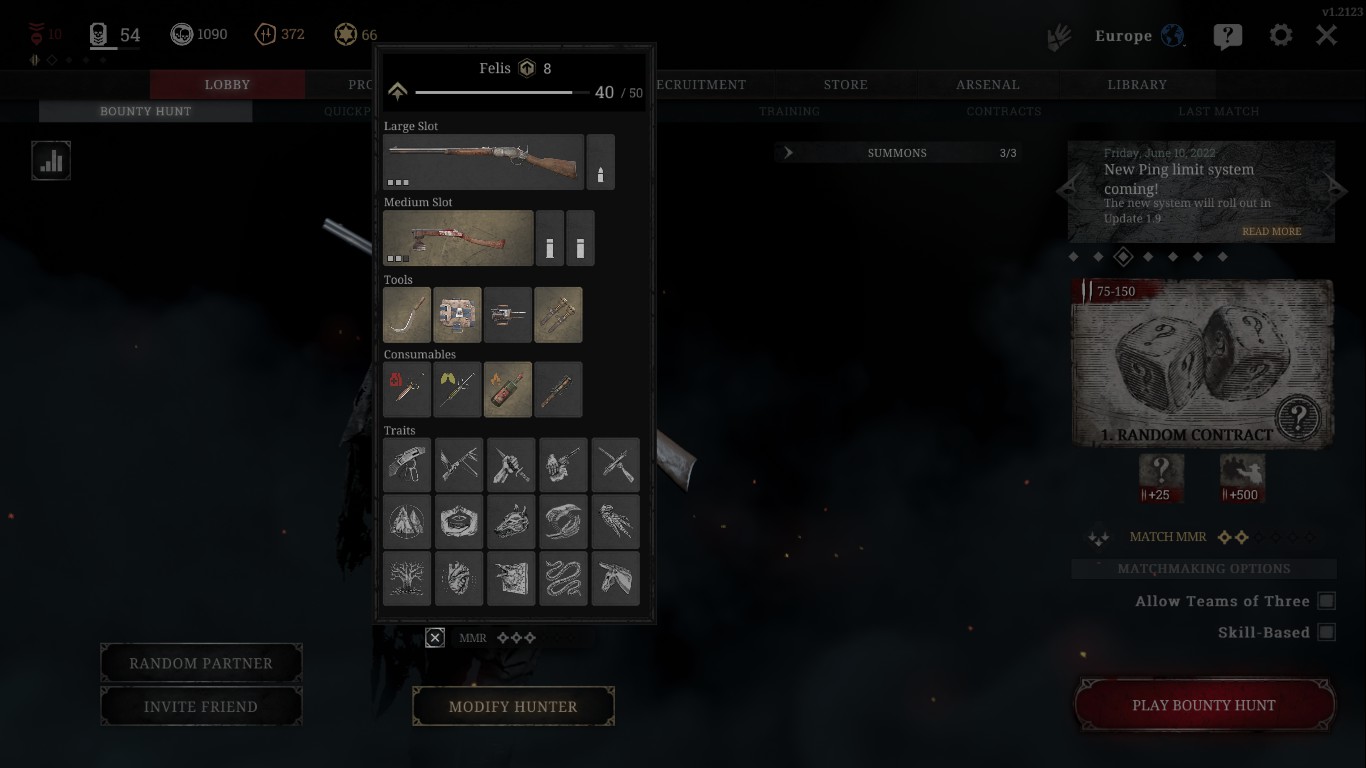 v1.2123
10
54
1090
372
66
Europe
LOBBY
PRO
ECRUITMENT
STORE
ARSENAL
LIBRARY
BOUNTY HUNT
QUICKP
TRAINING
CONTRACTS
LAST MATCH
Felis 8
40 / 50
Large Slot
Medium Slot
Tools
Consumables
Traits
SUMMONS 3/3
Friday, June 10, 2022
New Ping limit system
coming!
The new system will roll out in
Update 1.9
READ MORE
75-150
1. RANDOM CONTRACT
+25
+500
MATCH MMR
MATCHMAKING OPTIONS
Allow Teams of Three
Skill-Based
MMR
RANDOM PARTNER
INVITE FRIEND
MODIFY HUNTER
PLAY BOUNTY HUNT